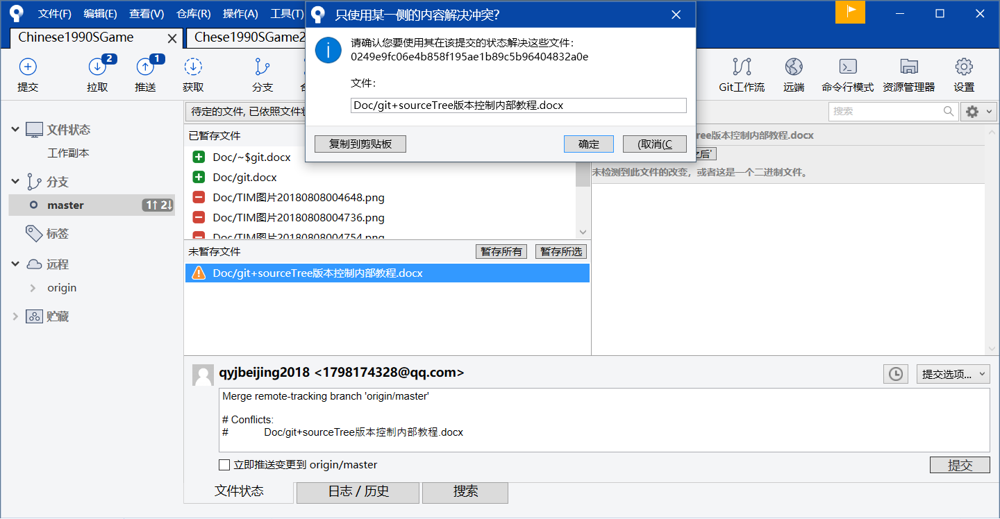 文件(F) 编辑(E) 查看(V) 仓库(R) 操作(A) 工具(T)
只使用某一侧的内容解决冲突?
Chinese1990SGame
Chese1990SGame2
请确认您要使用其在该提交的状态解决这些文件:
0249e9fc06e4b858f195ae1b89c5b96404832a0e
文件:
Doc/git+sourceTree版本控制内部教程.docx
复制到剪贴板 确定 (取消(C
2 1
提交 拉取 推送 获取 分支
Git工作流 远端 命令行模式 资源管理器 设置
待定的文件, 已依照文件状
搜索
文件状态
工作副本
分支
master 1↑ 2↓
标签
远程
origin
贮藏
已暂存文件
Doc/~$git.docx
Doc/git.docx
Doc/TIM图片20180808004648.png
Doc/TIM图片20180808004736.png
Doc/TIM图片20180808004754.png
未暂存文件 暂存所有 暂存所选
Doc/git+sourceTree版本控制内部教程.docx
ree版本控制内部教程.docx
之后'
未检测到此文件的改变，或者这是一个二进制文件。
qyjbeijing2018 <1798174328@qq.com>
提交选项...
Merge remote-tracking branch 'origin/master'
# Conflicts:
# Doc/git+sourceTree版本控制内部教程.docx
立即推送变更到 origin/master
提交
文件状态 日志 / 历史 搜索